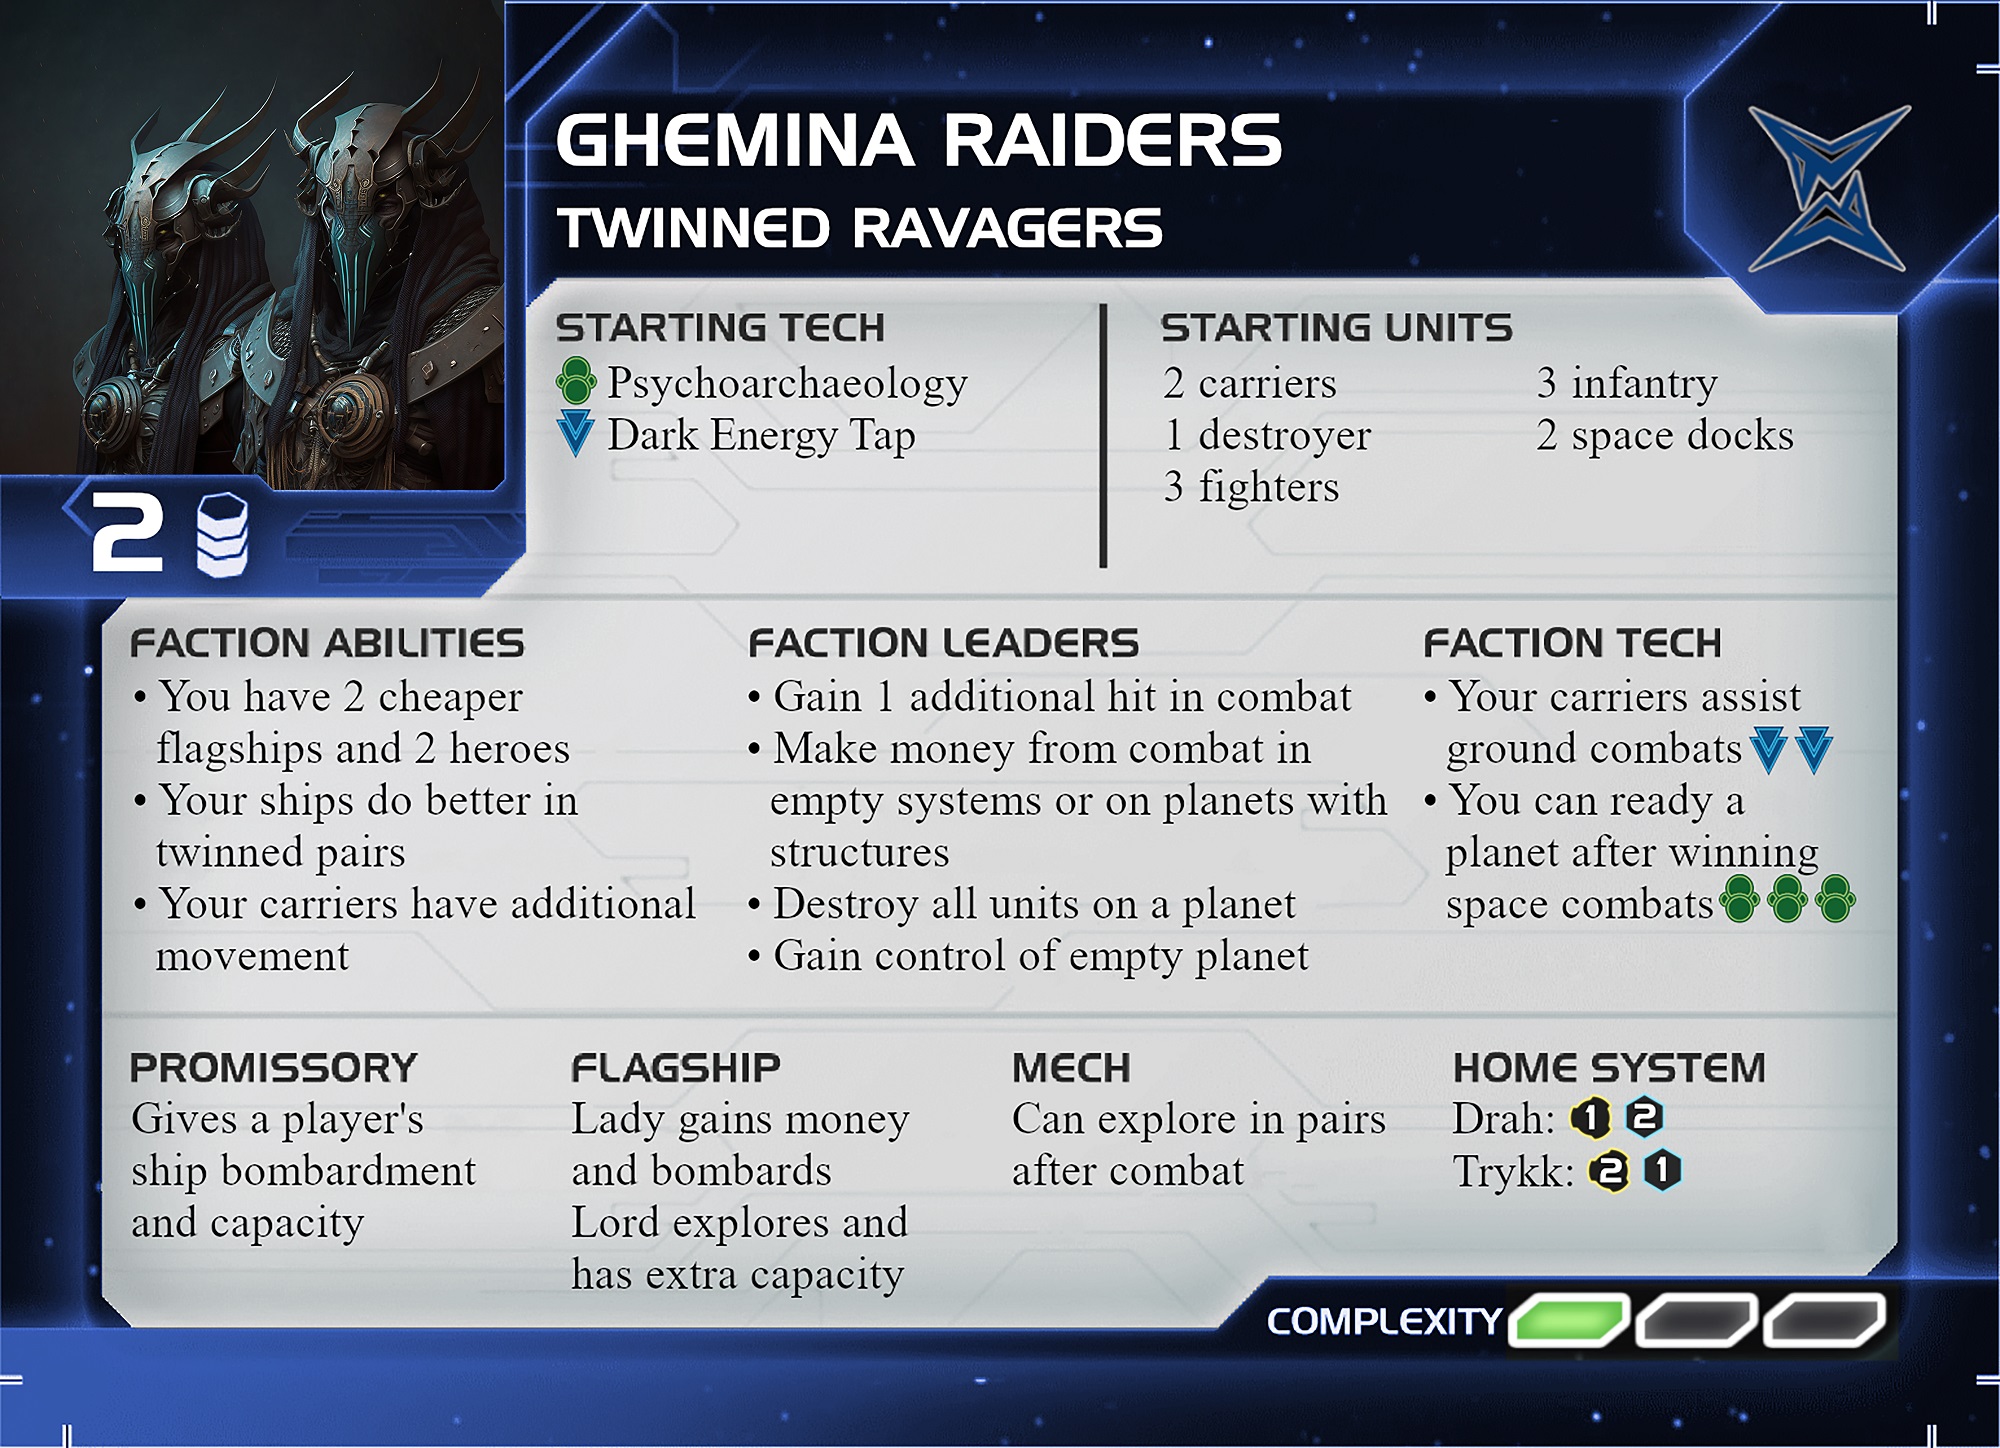 GHEMINA RAIDERS
TWINNED RAVAGERS
2
STARTING TECH
Psychoarchaeology
Dark Energy Tap
STARTING UNITS
2 carriers
1 destroyer
3 fighters
3 infantry
2 space docks
FACTION ABILITIES
• You have 2 cheaper
flagships and 2 heroes
• Your ships do better in
twinned pairs
• Your carriers have additional
movement
FACTION LEADERS
• Gain 1 additional hit in combat
• Make money from combat in
empty systems or on planets with
structures
• Destroy all units on a planet
• Gain control of empty planet
FACTION TECH
• Your carriers assist
ground combats
• You can ready a
planet after winning
space combats
PROMISSORY
Gives a player's
ship bombardment
and capacity
FLAGSHIP
Lady gains money
and bombards
Lord explores and
has extra capacity
MECH
Can explore in pairs
after combat
HOME SYSTEM
Drah: 1 2
Trykk: 2 1
COMPLEXITY